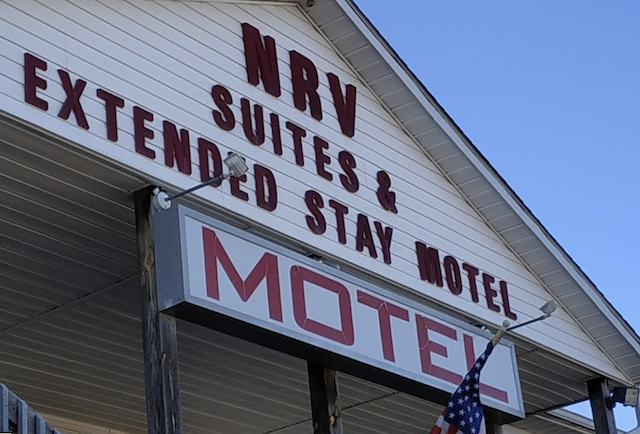 NRV
SUITES &
EXTENDED STAY MOTEL
MOTEL